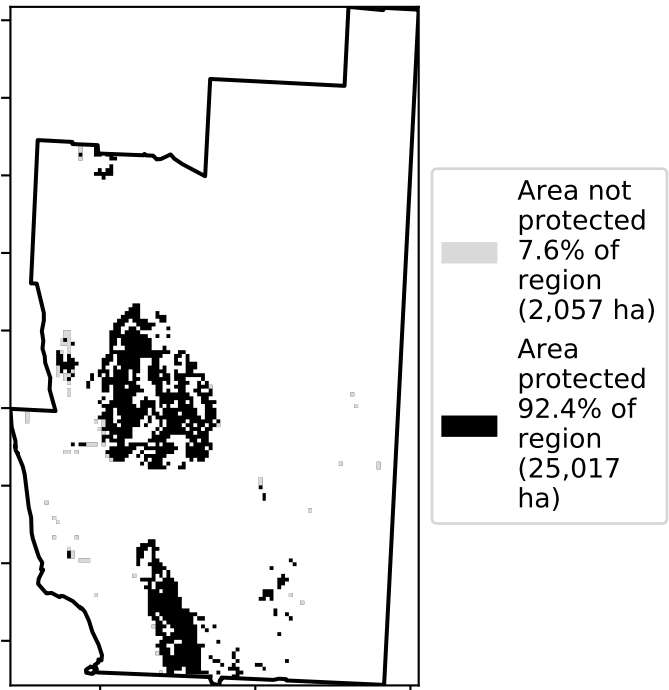 Area not
protected
7.6% of
region
(2,057 ha)
Area
protected
92.4% of
region
(25,017
ha)